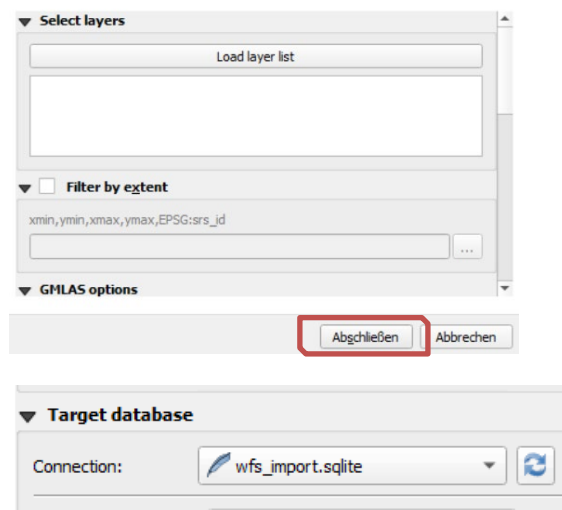 Select layers
Load layer list
Filter by extent
xmin,ymin,xmax,ymax,EPSG:srs_id
...
GMLAS options
Abschließen Abbrechen
Target database
Connection: wfs_import.sqlite